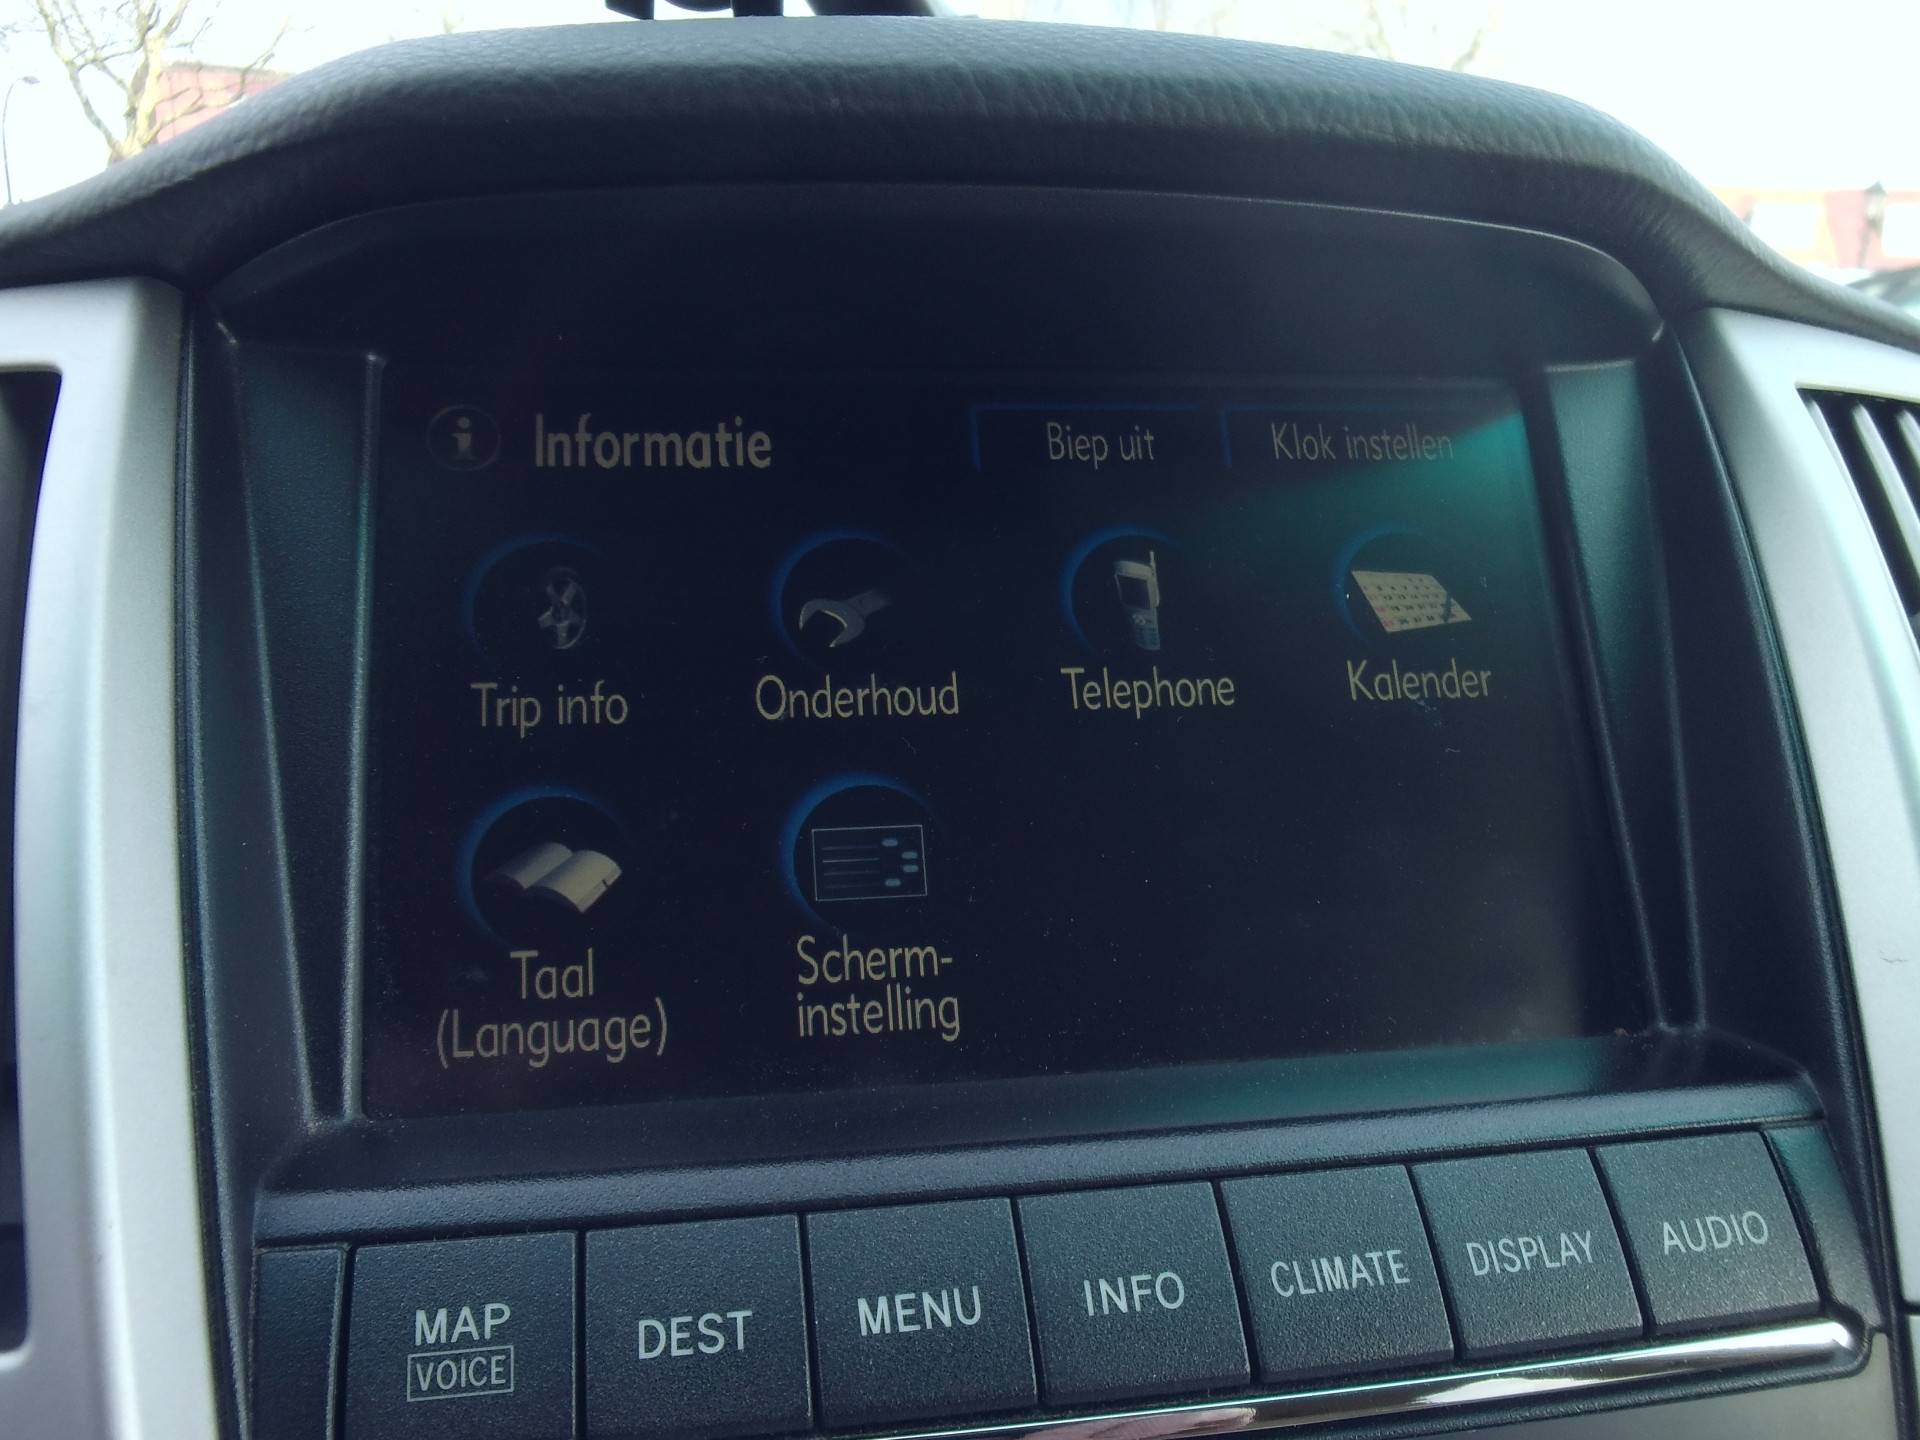 Informatie
Biep uit
Klok instellen
Trip info
Onderhoud
Telephone
Kalender
Taal
(Language)
Scherm-
instelling
MAP
VOICE
DEST
MENU
INFO
CLIMATE
DISPLAY
AUDIO